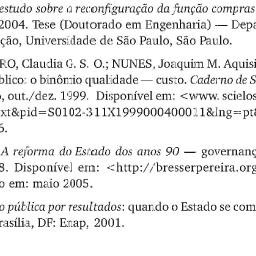 estudo sobre a reconfiguração da função compras
2004. Tese (Doutorado em Engenharia) — Depa
ção, Universidade de São Paulo, São Paulo.
RO, Claudia G. S. O.; NUNES, Joaquim M. Aquisi
blico: o binômio qualidade — custo. Caderno de S
, out./dez. 1999. Disponível em: <www. scielos
xt&pid=S0102-311X1999000400011&lng=pt&
6.
A reforma do Estado dos anos 90 — governanç
8. Disponível em: <http://bresserpereira.org
o em: maio 2005.
o pública por resultados: quando o Estado se com
rasília, DF: Enap, 2001.